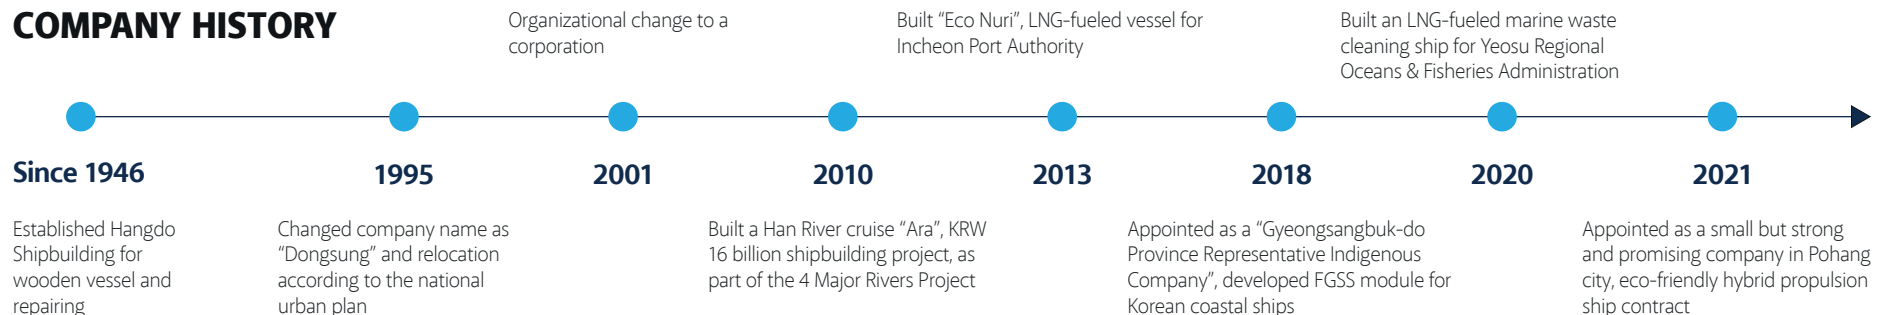 COMPANY HISTORY
Organizational change to a
corporation
Built “Eco Nuri”, LNG-fueled vessel for
Incheon Port Authority
Built an LNG-fueled marine waste
cleaning ship for Yeosu Regional
Oceans & Fisheries Administration
Since 1946
1995
2001
2010
2013
2018
2020
2021
Established Hangdo
Shipbuilding for
wooden vessel and
repairing
Changed company name as
“Dongsung” and relocation
according to the national
urban plan
Built a Han River cruise “Ara”, KRW
16 billion shipbuilding project, as
part of the 4 Major Rivers Project
Appointed as a “Gyeongsangbuk-do
Province Representative Indigenous
Company”, developed FGSS module for
Korean coastal ships
Appointed as a small but strong
and promising company in Pohang
city, eco-friendly hybrid propulsion
ship contract